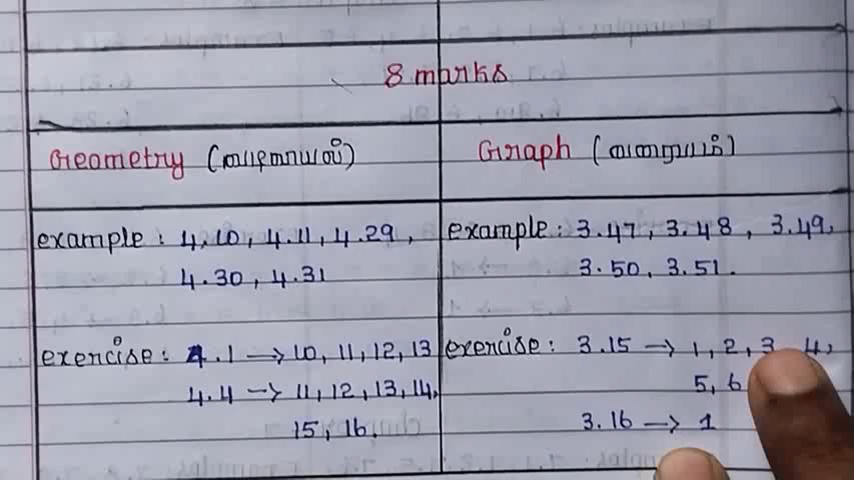 8 marks
Geometry (வடிவியல்)
Graph (வரைபடம்)
example : 4.10, 4.11, 4.29,
4.30, 4.31
example : 3.47, 3.48, 3.49,
3.50, 3.51.
exercise : 4.1 → 10, 11, 12, 13
4.4 → 11, 12, 13, 14,
15, 16.
exercise : 3.15 → 1, 2, 3, 4,
5, 6
3.16 → 1